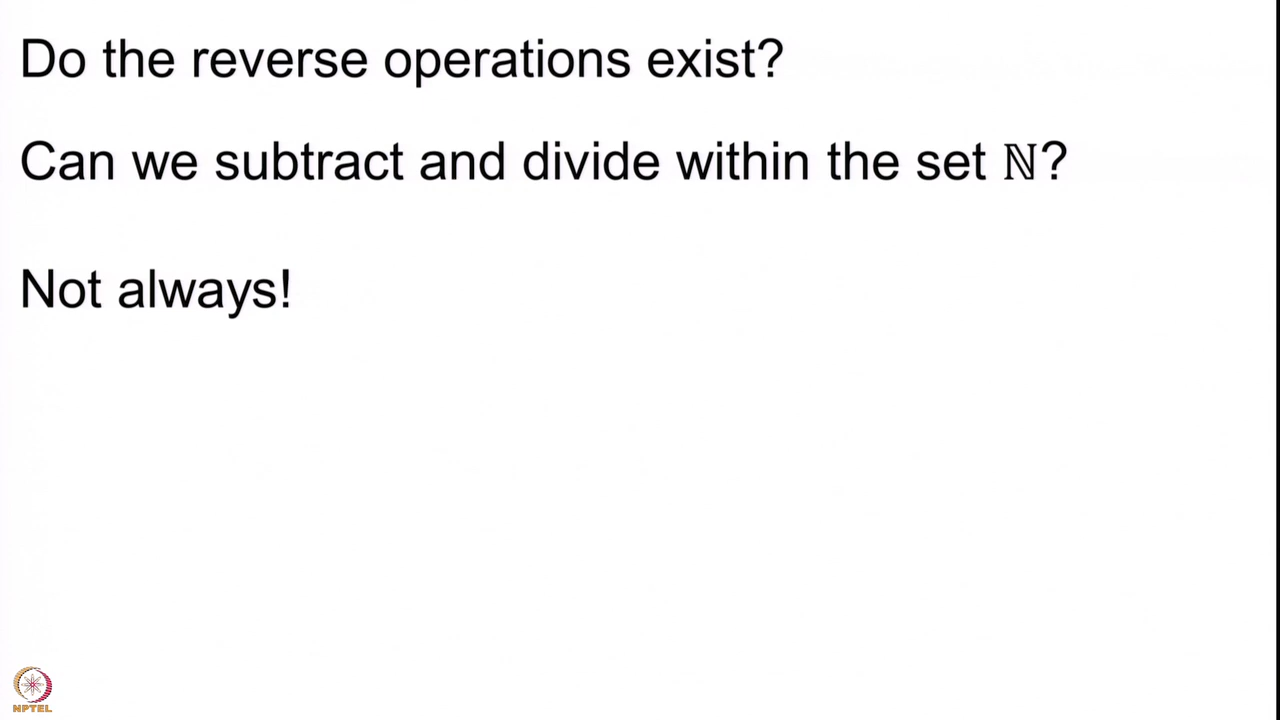 Do the reverse operations exist?
Can we subtract and divide within the set ℕ?
Not always!
NPTEL